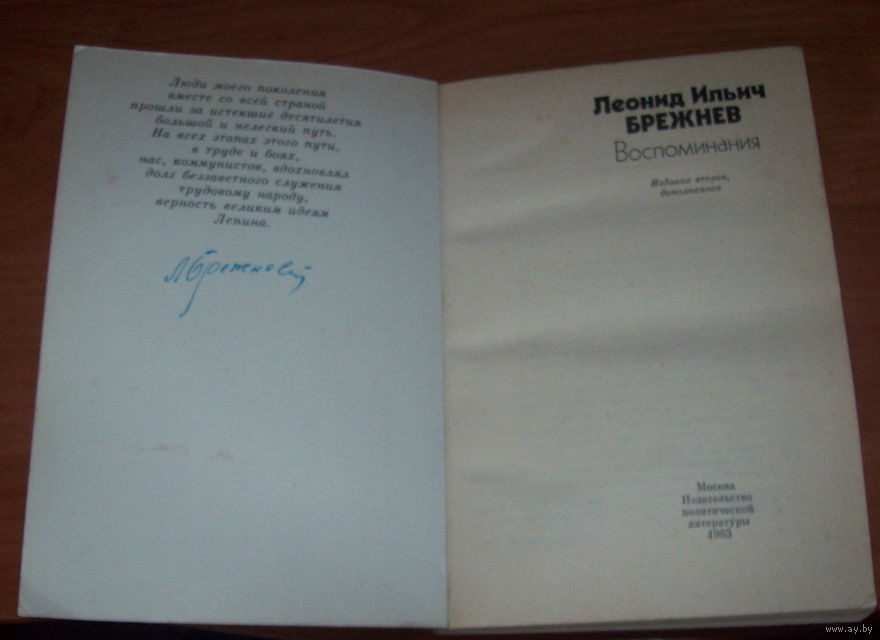 Люди моего поколения
вместе со всей страной
прошли за истекшие десятилетия
большой и нелегкий путь.
На всех этапах этого пути,
в труде и боях,
нас, коммунистов, вдохновлял
долг беззаветного служения
трудовому народу,
верность великим идеям
Ленина.
ЛБрежнев
Леонид Ильич
БРЕЖНЕВ
Воспоминания
Издание второе,
дополненное
Москва
Издательство
политической
литературы
1983
www.ay.by